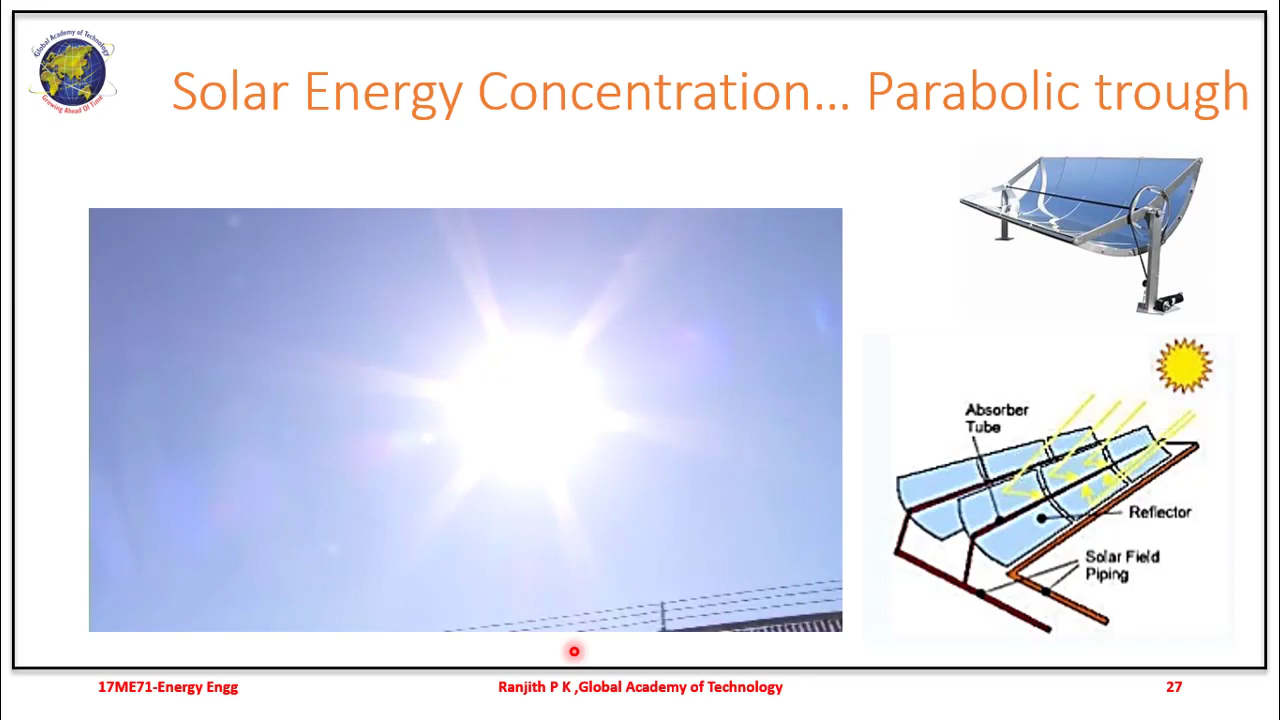 Global Academy of Technology
Growing Ahead Of Time
Solar Energy Concentration... Parabolic trough
Absorber
Tube
Reflector
Solar Field
Piping
17ME71-Energy Engg
Ranjith P K ,Global Academy of Technology
27